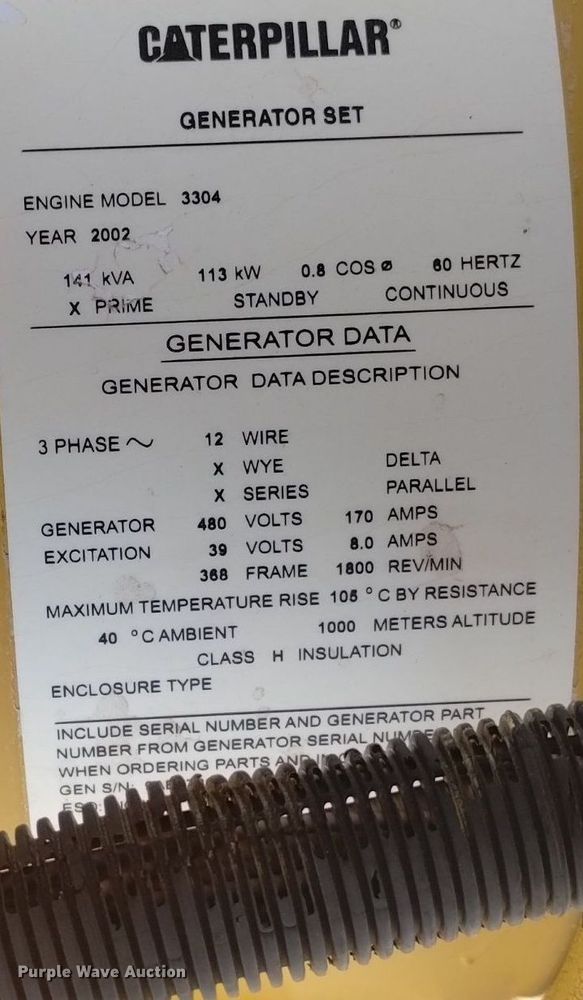 CATERPILLAR®
GENERATOR SET
ENGINE MODEL 3304
YEAR 2002
141 kVA 113 kW 0.8 COS ø 60 HERTZ
X PRIME STANDBY CONTINUOUS
GENERATOR DATA
GENERATOR DATA DESCRIPTION
3 PHASE ~ 12 WIRE
X WYE DELTA
X SERIES PARALLEL
GENERATOR 480 VOLTS 170 AMPS
EXCITATION 39 VOLTS 8.0 AMPS
368 FRAME 1800 REV/MIN
MAXIMUM TEMPERATURE RISE 105 °C BY RESISTANCE
40 °C AMBIENT 1000 METERS ALTITUDE
CLASS H INSULATION
ENCLOSURE TYPE
INCLUDE SERIAL NUMBER AND GENERATOR PART
NUMBER FROM GENERATOR SERIAL
WHEN ORDERING PARTS
GEN S/N:
Purple Wave Auction